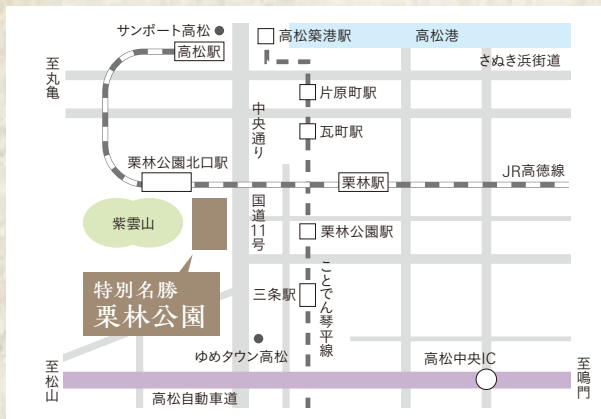 サンポート高松
高松築港駅
高松港
高松駅
さぬき浜街道
至丸亀
片原町駅
中央通り
瓦町駅
栗林公園北口駅
栗林駅
JR高徳線
紫雲山
国道11号
栗林公園駅
特別名勝
栗林公園
三条駅
ことでん琴平線
ゆめタウン高松
高松中央IC
至松山
至鳴門
高松自動車道